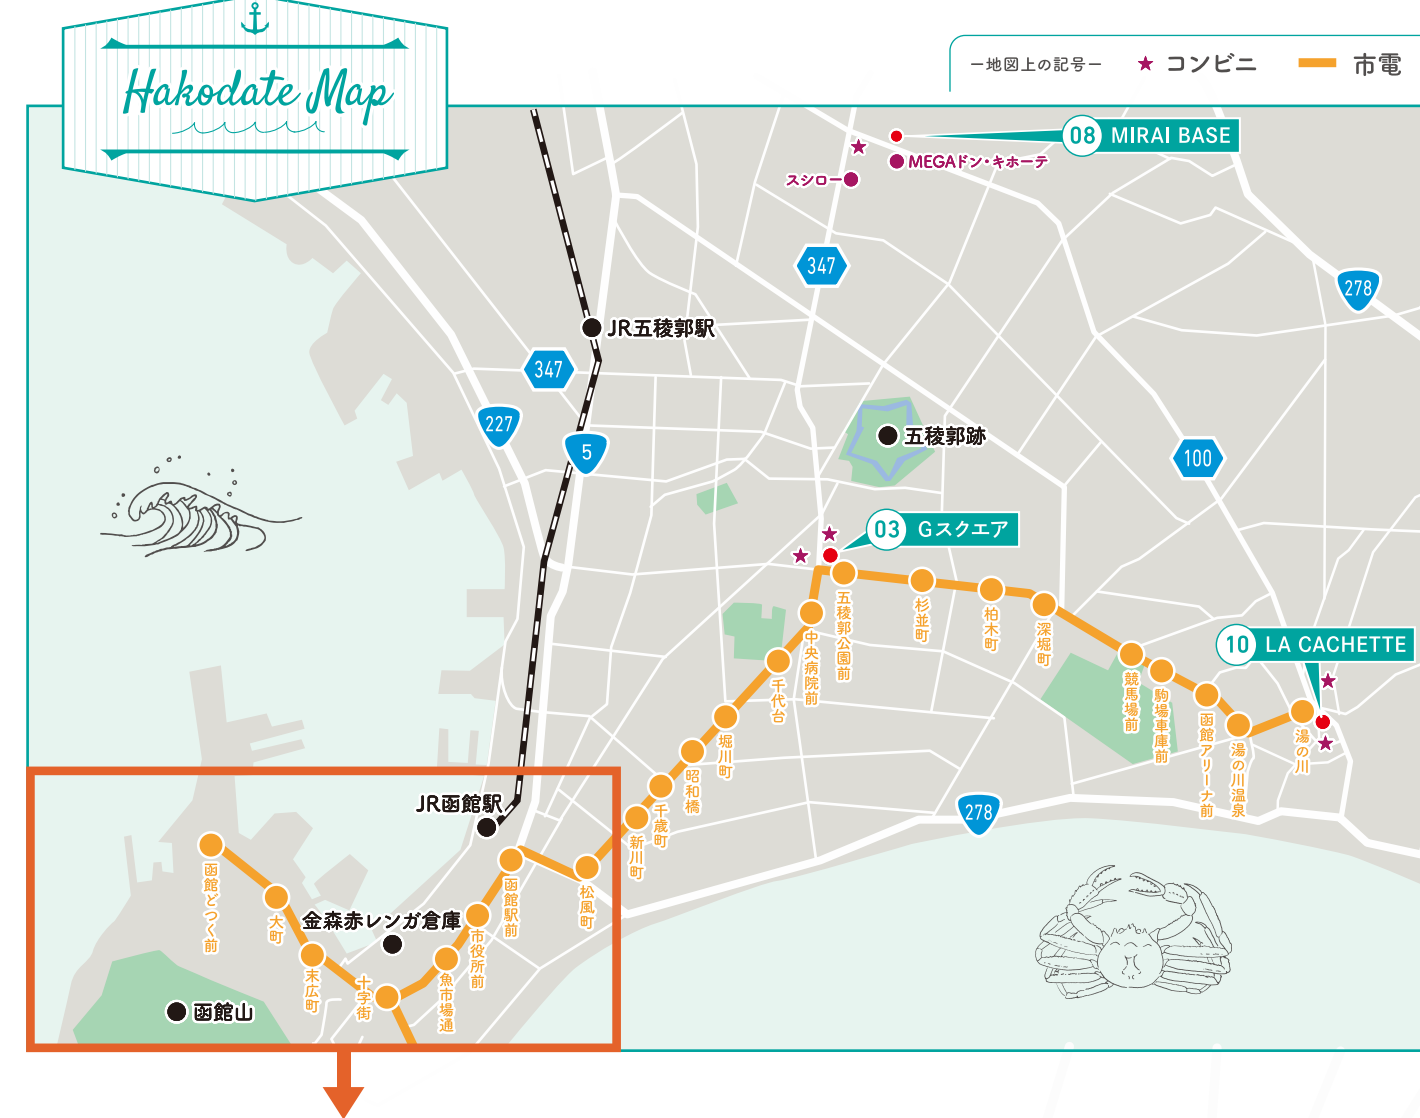 Hakodate Map
ー地図上の記号ー
コンビニ
市電
08 MIRAI BASE
MEGAドン・キホーテ
スシロー
347
278
JR五稜郭駅
347
227
5
五稜郭跡
100
03 Gスクエア
五稜郭公園前
杉並町
柏木町
深堀町
中央病院前
千代台
堀川町
昭和橋
千歳町
新川町
松風町
10 LA CACHETTE
競馬場前
駒場車庫前
函館アリーナ前
湯の川温泉
湯の川
278
JR函館駅
函館駅前
市役所前
魚市場通
十字街
末広町
大町
函館どつく前
金森赤レンガ倉庫
函館山